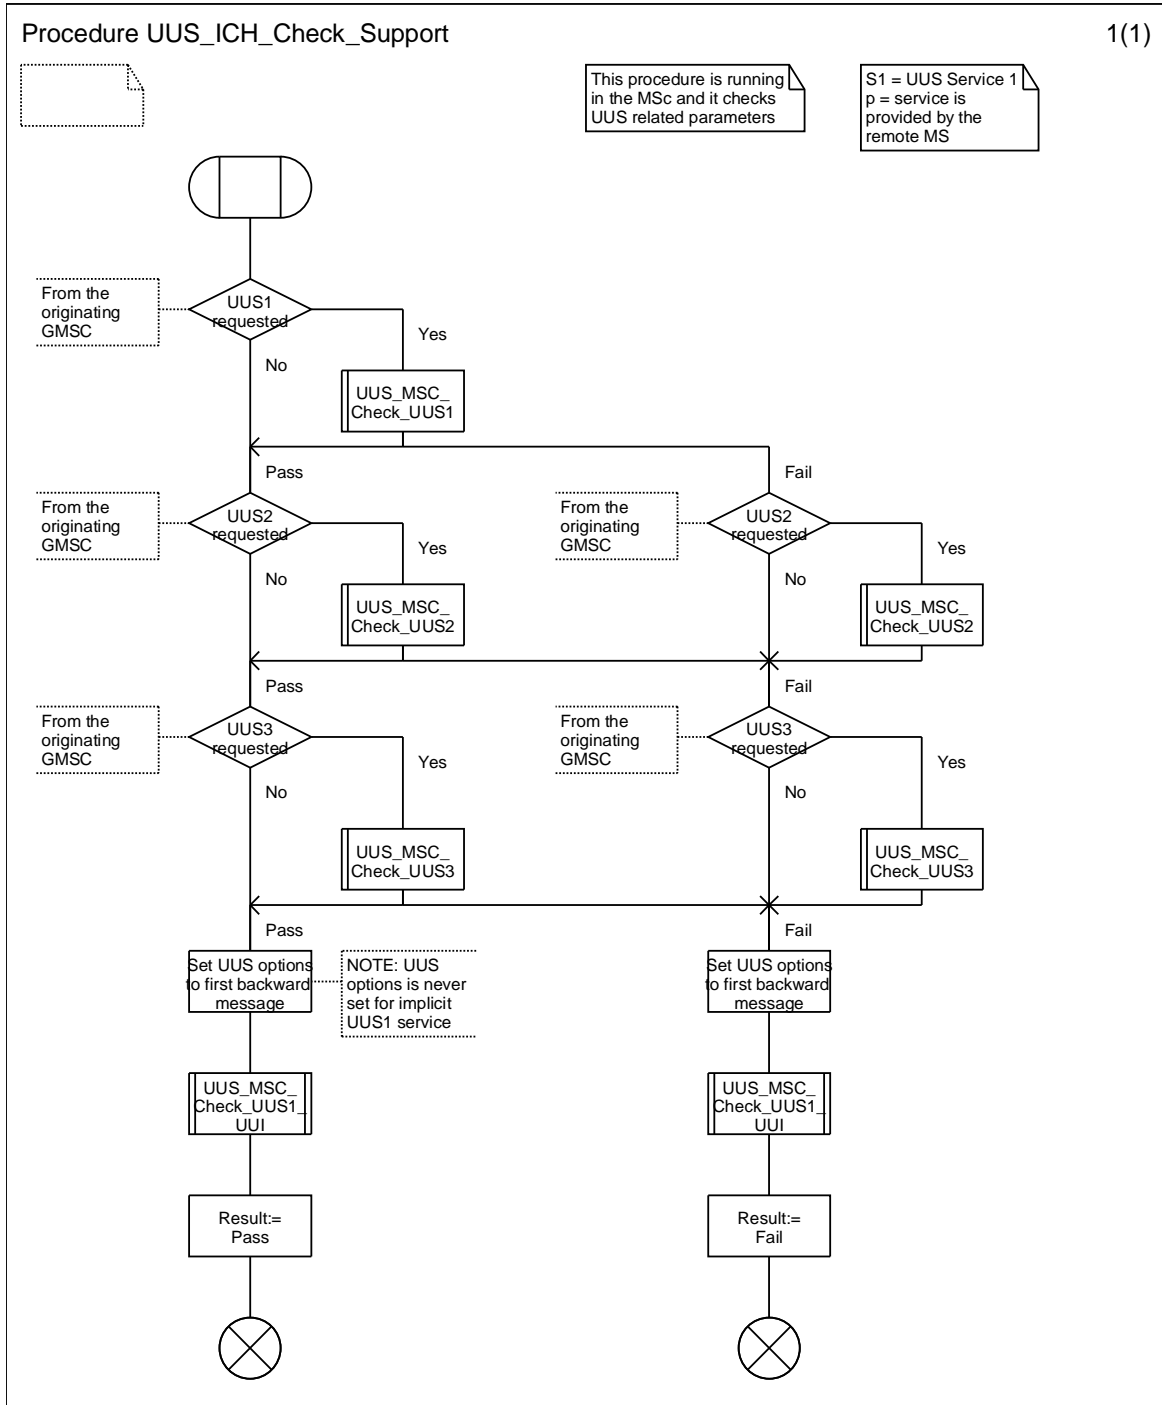 Procedure UUS_ICH_Check_Support
1(1)
This procedure is running
in the MSc and it checks
UUS related parameters
S1 = UUS Service 1
p = service is
provided by the
remote MS
From the
originating
GMSC
UUS1
requested
Yes
No
UUS_MSC_
Check_UUS1
Pass
Fail
From the
originating
GMSC
UUS2
requested
Yes
No
UUS_MSC_
Check_UUS2
From the
originating
GMSC
UUS2
requested
Yes
No
UUS_MSC_
Check_UUS2
Pass
Fail
From the
originating
GMSC
UUS3
requested
Yes
No
UUS_MSC_
Check_UUS3
From the
originating
GMSC
UUS3
requested
Yes
No
UUS_MSC_
Check_UUS3
Pass
Fail
Set UUS options
to first backward
message
NOTE: UUS
options is never
set for implicit
UUS1 service
Set UUS options
to first backward
message
UUS_MSC_
Check_UUS1_
UUI
UUS_MSC_
Check_UUS1_
UUI
Result:=
Pass
Result:=
Fail